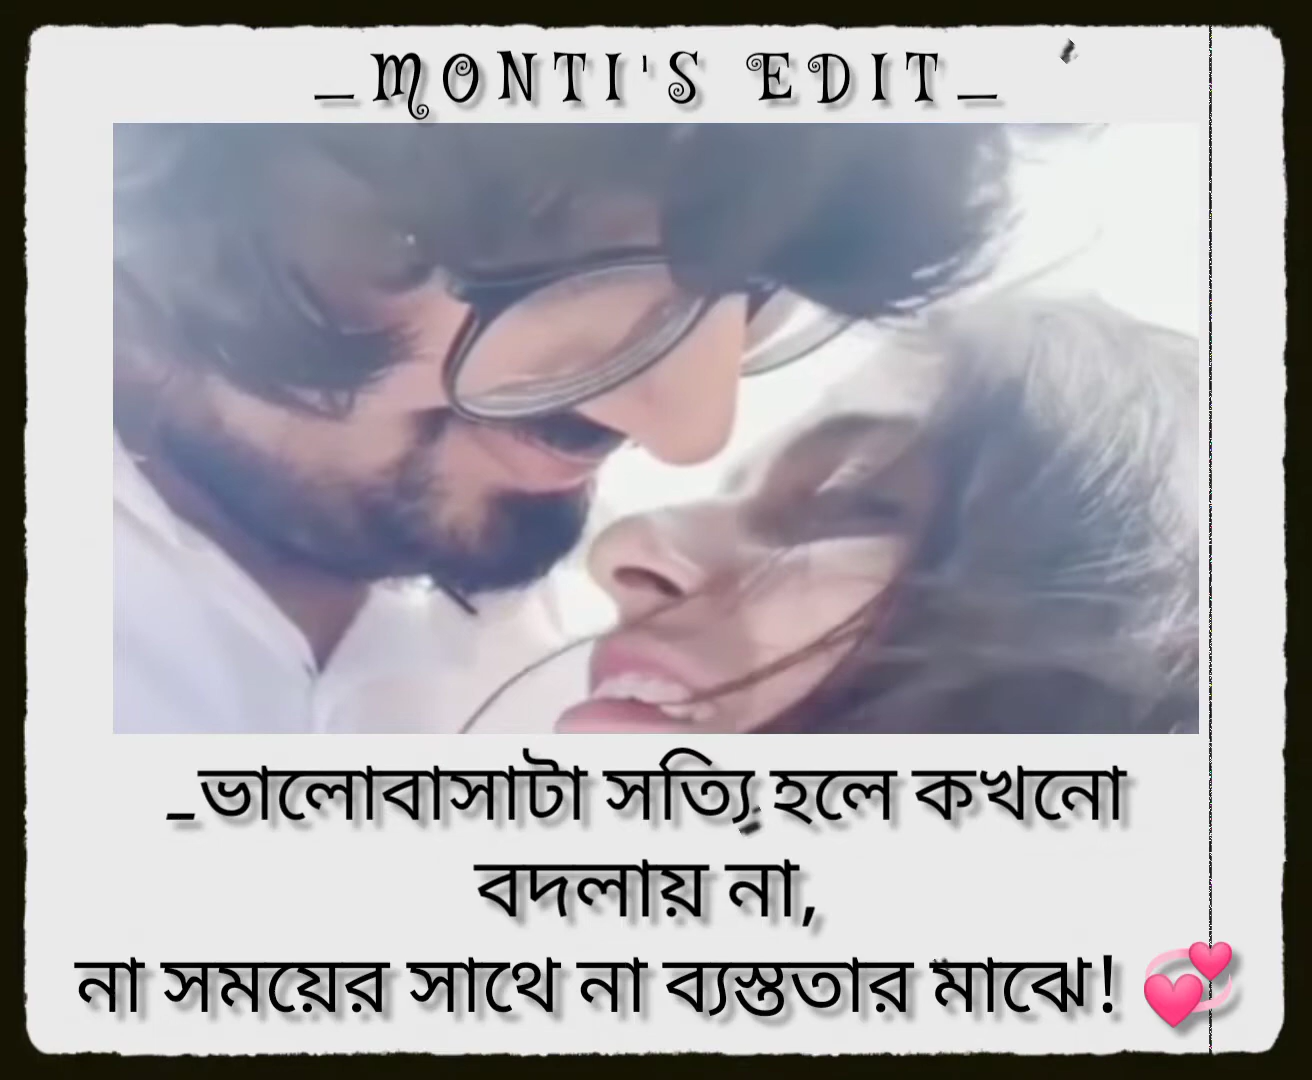 _MONTI'S EDIT_
_ভালোবাসাটা সত্যি হলে কখনো
বদলায় না,
না সময়ের সাথে না ব্যস্ততার মাঝে! 💞